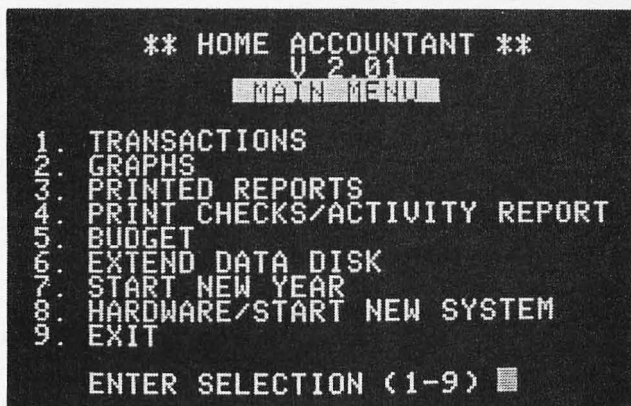 ** HOME ACCOUNTANT **
V 2.01
MAIN MENU
1. TRANSACTIONS
2. GRAPHS
3. PRINTED REPORTS
4. PRINT CHECKS/ACTIVITY REPORT
5. BUDGET
6. EXTEND DATA DISK
7. START NEW YEAR
8. HARDWARE/START NEW SYSTEM
9. EXIT
ENTER SELECTION (1-9)